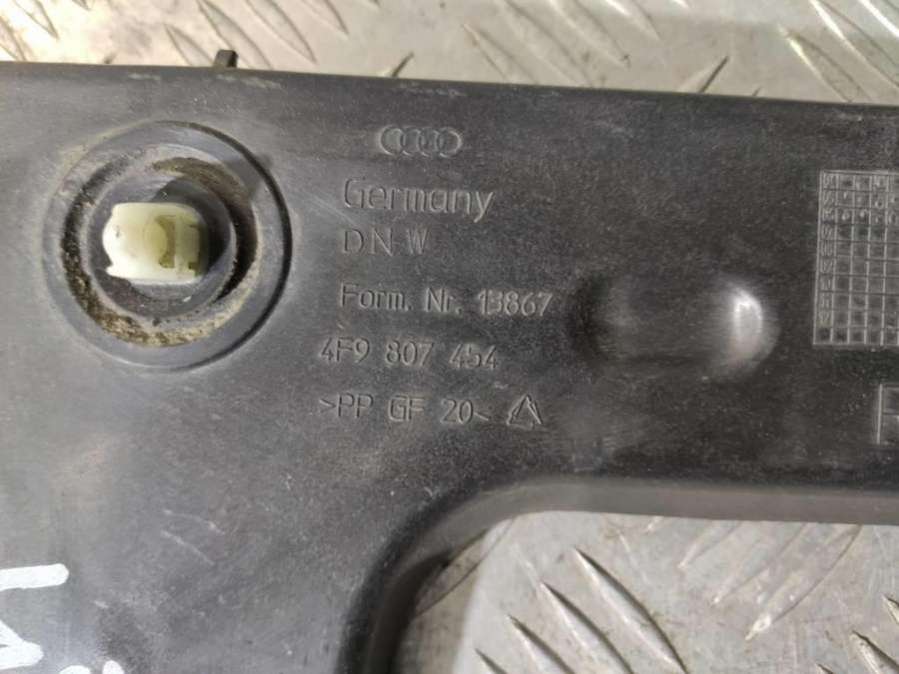 Germany
DNW
Form. Nr. 13867
4F9 807 454
>PP GF 20<